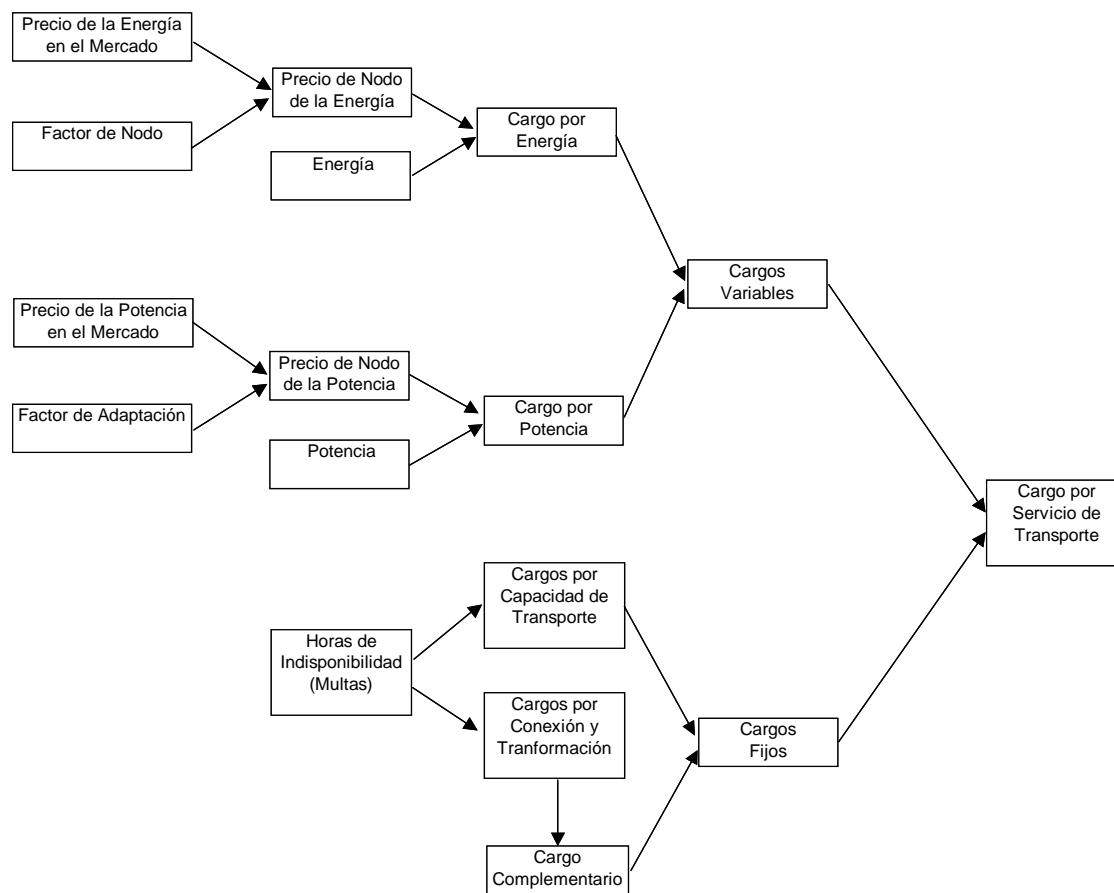 Precio de la Energía
en el Mercado
Factor de Nodo
Precio de Nodo
de la Energía
Energía
Cargo por
Energía
Cargos
Variables
Precio de la Potencia
en el Mercado
Factor de Adaptación
Precio de Nodo
de la Potencia
Potencia
Cargo por
Potencia
Cargo por
Servicio de
Transporte
Horas de
Indisponibilidad
(Multas)
Cargos por
Capacidad de
Transporte
Cargos por
Conexión y
Tranformación
Cargos
Fijos
Cargo
Complementario